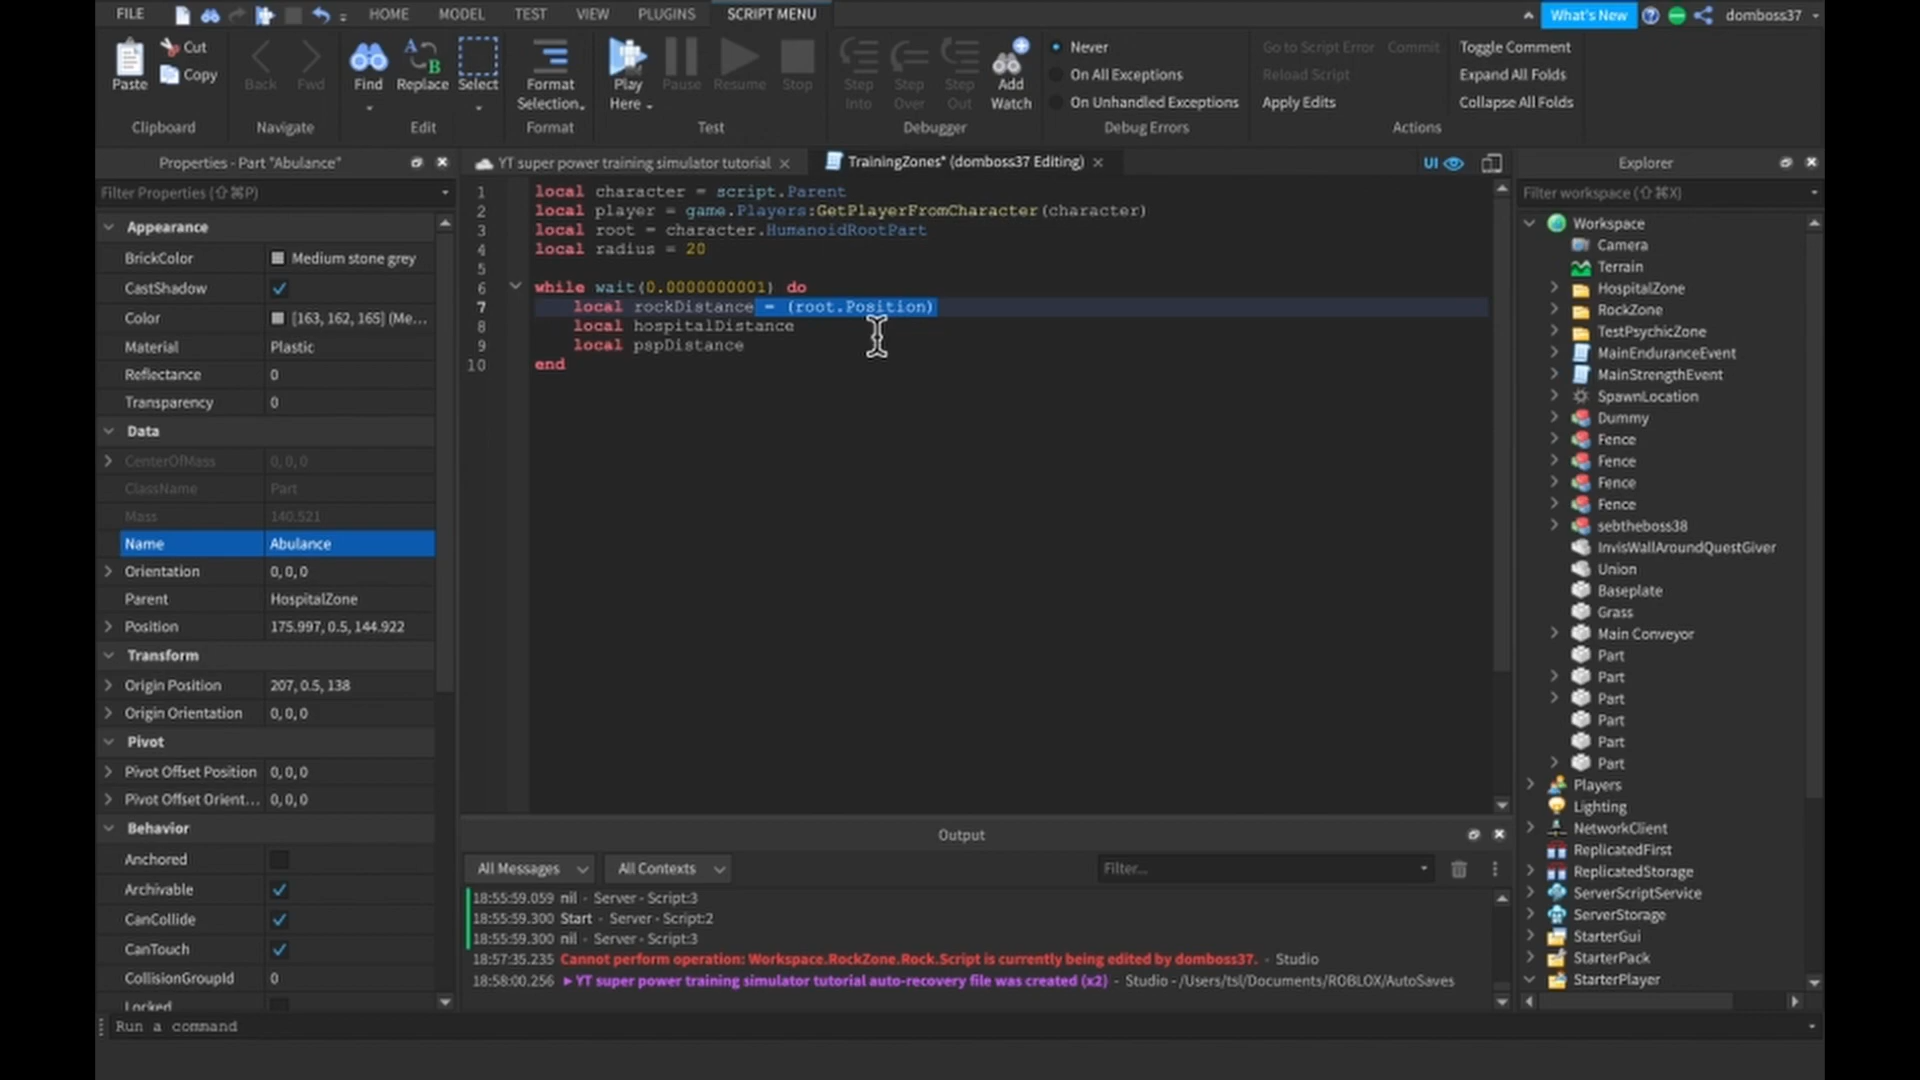 FILE HOME MODEL TEST VIEW PLUGINS SCRIPT MENU What's New domboss37
Paste Cut Copy Back Fwd Find Replace Select Format Selection Play Here Pause Resume Stop Step Into Step Over Step Out Add Watch
Never
On All Exceptions
On Unhandled Exceptions
Go to Script Error Commit
Reload Script
Apply Edits
Toggle Comment
Expand All Folds
Collapse All Folds
Clipboard Navigate Edit Format Test Debugger Debug Errors Actions
Properties - Part "Abulance"
Filter Properties (⇧⌘P)
Appearance
BrickColor Medium stone grey
CastShadow
Color [163, 162, 165] (Me...
Material Plastic
Reflectance 0
Transparency 0
Data
CenterOfMass 0, 0, 0
ClassName Part
Mass 140.521
Name Abulance
Orientation 0, 0, 0
Parent HospitalZone
Position 175.997, 0.5, 144.922
Transform
Origin Position 207, 0.5, 138
Origin Orientation 0, 0, 0
Pivot
Pivot Offset Position 0, 0, 0
Pivot Offset Orient... 0, 0, 0
Behavior
Anchored
Archivable
CanCollide
CanTouch
CollisionGroupId 0
Locked
YT super power training simulator tutorial
TrainingZones* (domboss37 Editing)
UI
1 local character = script.Parent
2 local player = game.Players:GetPlayerFromCharacter(character)
3 local root = character.HumanoidRootPart
4 local radius = 20
5
6 while wait(0.0000000001) do
7 local rockDistance = (root.Position)
8 local hospitalDistance
9 local pspDistance
10 end
Output
All Messages All Contexts Filter...
18:55:59.059 nil - Server - Script:3
18:55:59.300 Start - Server - Script:2
18:55:59.300 nil - Server - Script:3
18:57:35.235 Cannot perform operation: Workspace.RockZone.Rock.Script is currently being edited by domboss37. - Studio
18:58:00.256 ►YT super power training simulator tutorial auto-recovery file was created (x2) - Studio - /Users/tsl/Documents/ROBLOX/AutoSaves
Explorer
Filter workspace (⇧⌘X)
Workspace
Camera
Terrain
HospitalZone
RockZone
TestPsychicZone
MainEnduranceEvent
MainStrengthEvent
SpawnLocation
Dummy
Fence
Fence
Fence
Fence
sebtheboss38
InvisWallAroundQuestGiver
Union
Baseplate
Grass
Main Conveyor
Part
Part
Part
Part
Part
Part
Players
Lighting
NetworkClient
ReplicatedFirst
ReplicatedStorage
ServerScriptService
ServerStorage
StarterGui
StarterPack
StarterPlayer
Run a command